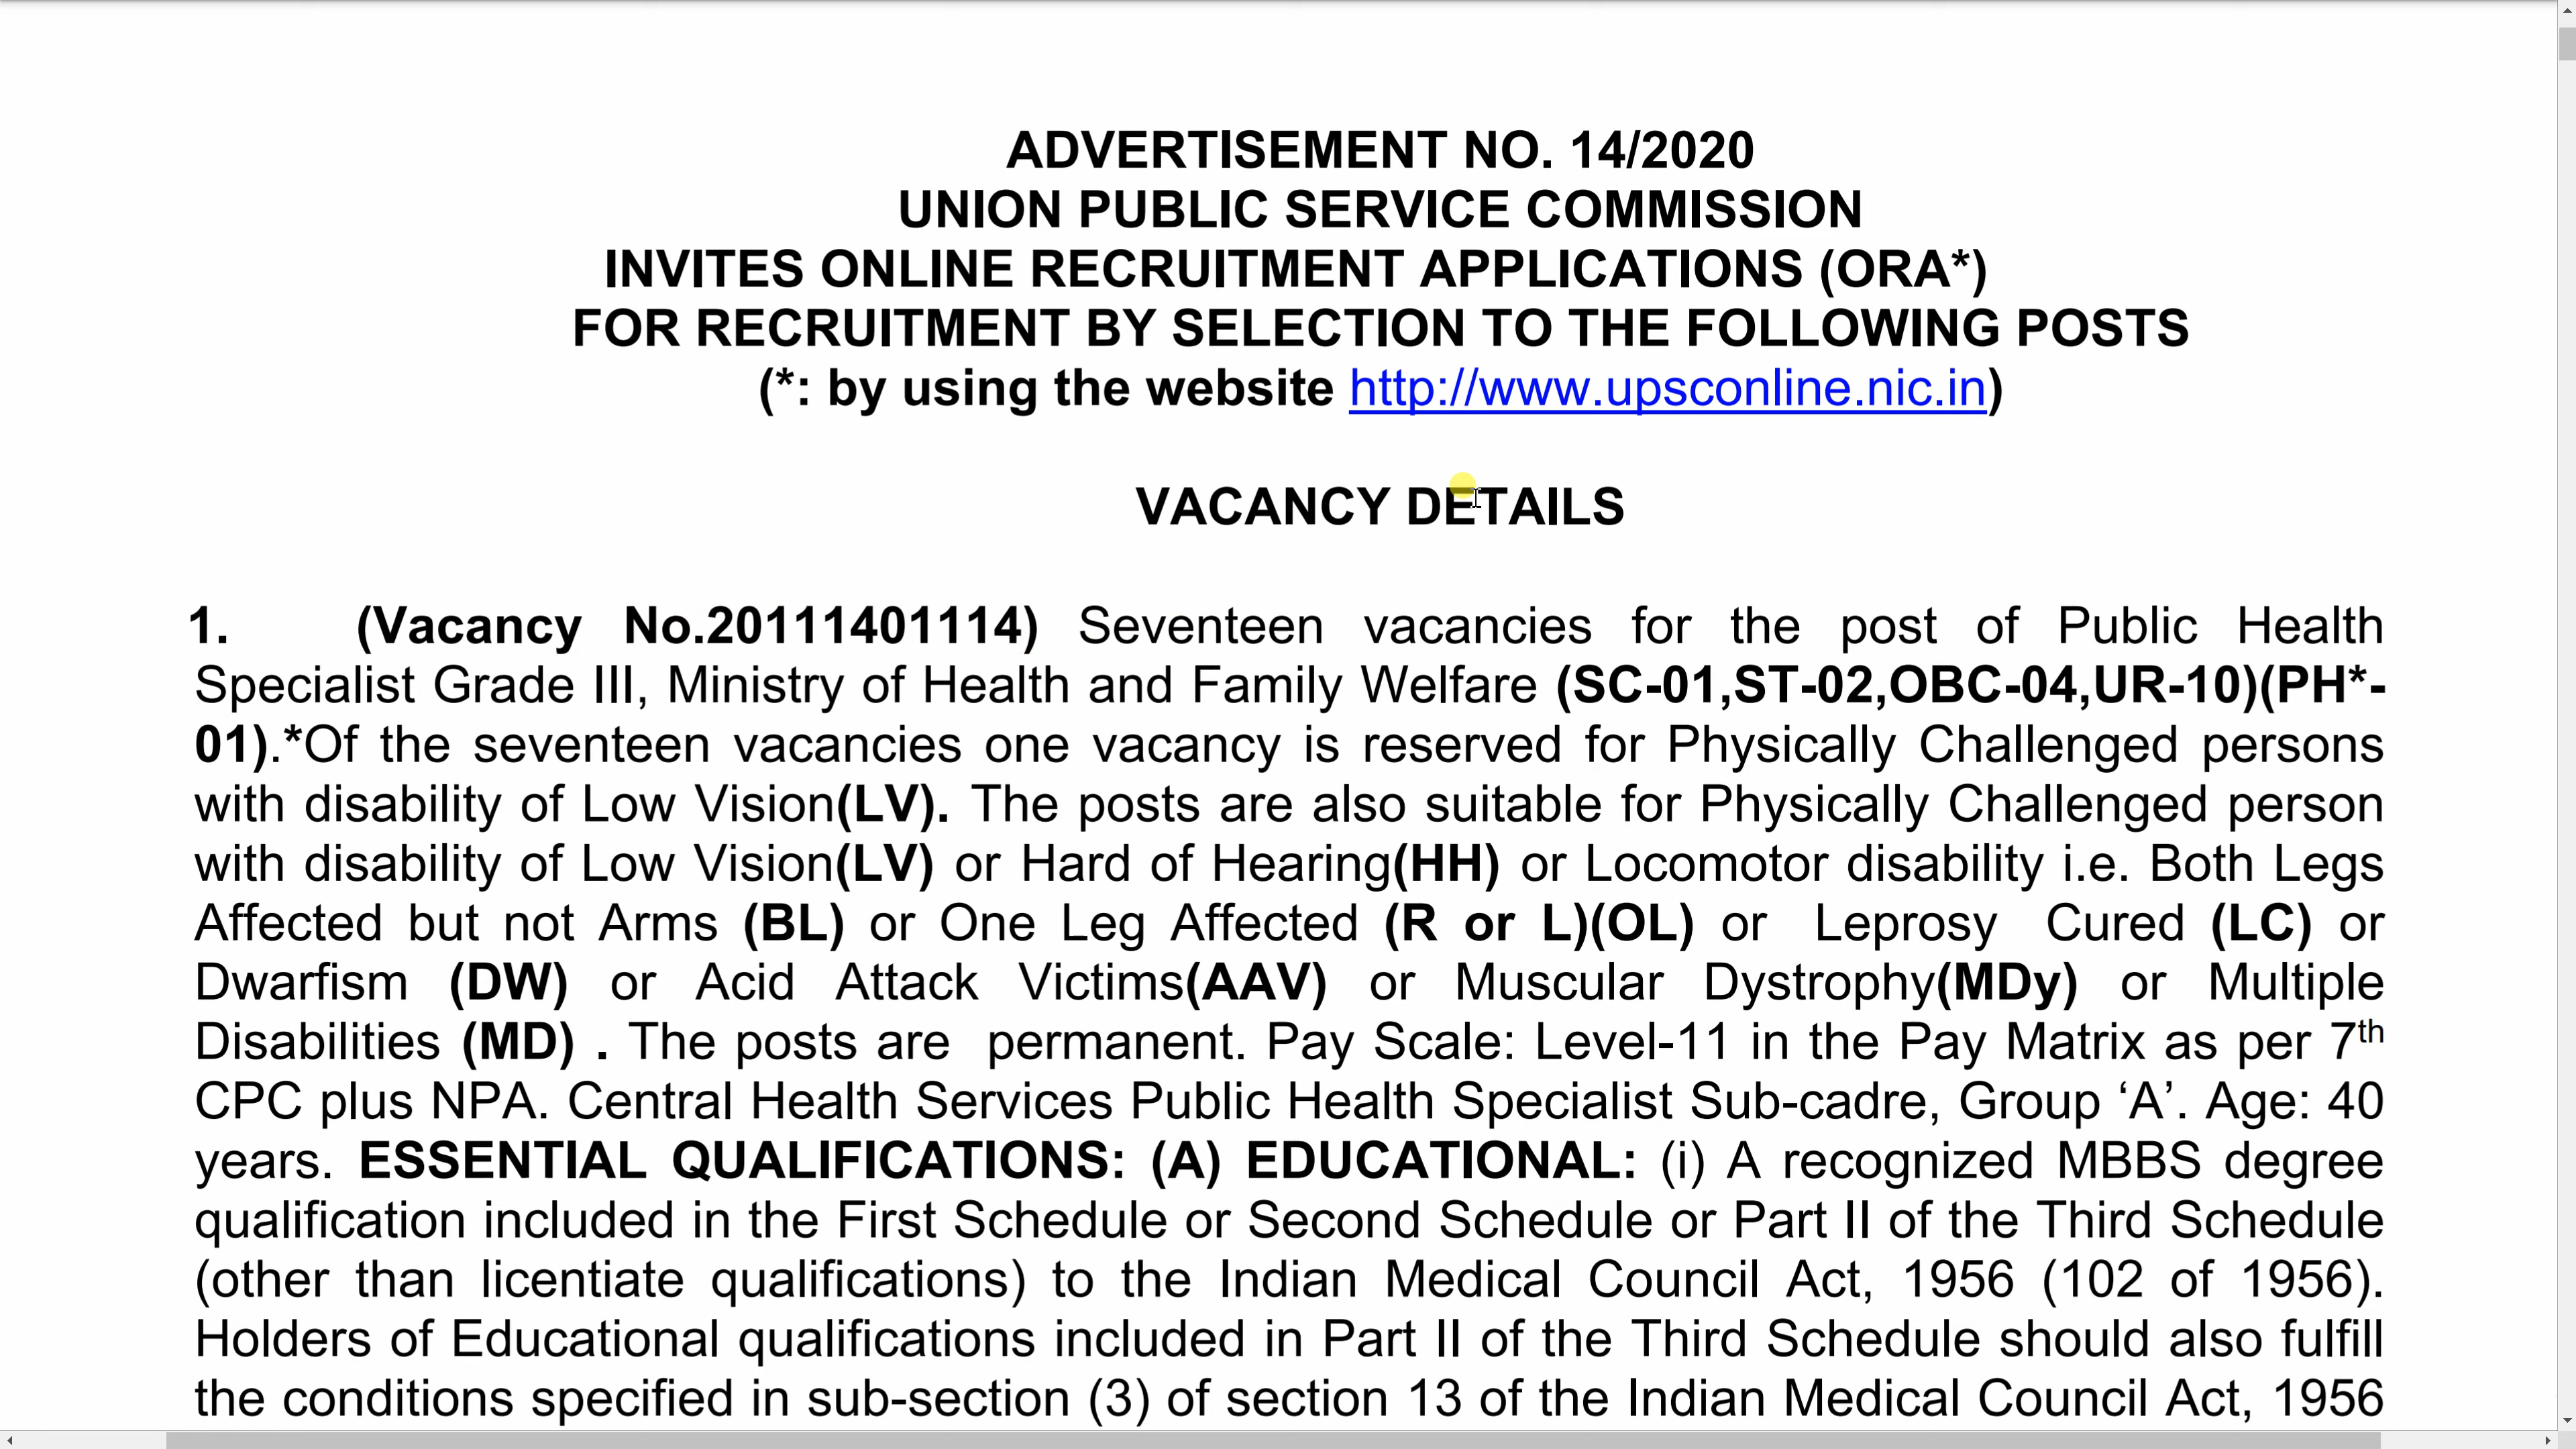 ADVERTISEMENT NO. 14/2020
UNION PUBLIC SERVICE COMMISSION
INVITES ONLINE RECRUITMENT APPLICATIONS (ORA*)
FOR RECRUITMENT BY SELECTION TO THE FOLLOWING POSTS
(*: by using the website http://www.upsconline.nic.in)
VACANCY DETAILS
1. (Vacancy No.20111401114) Seventeen vacancies for the post of Public Health
Specialist Grade III, Ministry of Health and Family Welfare (SC-01,ST-02,OBC-04,UR-10)(PH*-
01).*Of the seventeen vacancies one vacancy is reserved for Physically Challenged persons
with disability of Low Vision(LV). The posts are also suitable for Physically Challenged person
with disability of Low Vision(LV) or Hard of Hearing(HH) or Locomotor disability i.e. Both Legs
Affected but not Arms (BL) or One Leg Affected (R or L)(OL) or Leprosy Cured (LC) or
Dwarfism (DW) or Acid Attack Victims(AAV) or Muscular Dystrophy(MDy) or Multiple
Disabilities (MD) . The posts are permanent. Pay Scale: Level-11 in the Pay Matrix as per 7th
CPC plus NPA. Central Health Services Public Health Specialist Sub-cadre, Group ‘A’. Age: 40
years. ESSENTIAL QUALIFICATIONS: (A) EDUCATIONAL: (i) A recognized MBBS degree
qualification included in the First Schedule or Second Schedule or Part II of the Third Schedule
(other than licentiate qualifications) to the Indian Medical Council Act, 1956 (102 of 1956).
Holders of Educational qualifications included in Part II of the Third Schedule should also fulfill
the conditions specified in sub-section (3) of section 13 of the Indian Medical Council Act, 1956